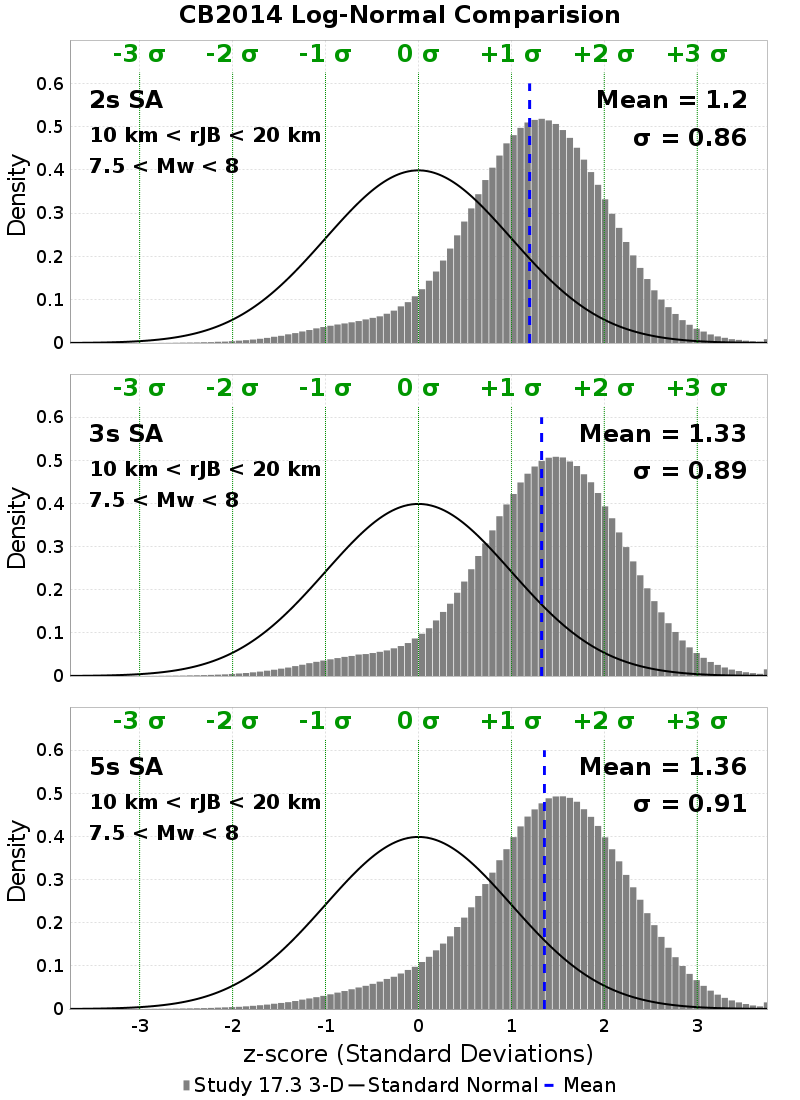 CB2014 Log-Normal Comparision
-3 σ -2 σ -1 σ 0 σ +1 σ +2 σ +3 σ
0.6
2s SA Mean = 1.2
0.5
10 km < rJB < 20 km σ = 0.86
7.5 < Mw < 8
0.4
0.3
0.2
0.1
0
Density
-3 σ -2 σ -1 σ 0 σ +1 σ +2 σ +3 σ
0.6
3s SA Mean = 1.33
0.5
10 km < rJB < 20 km σ = 0.89
7.5 < Mw < 8
0.4
0.3
0.2
0.1
0
Density
-3 σ -2 σ -1 σ 0 σ +1 σ +2 σ +3 σ
0.6
5s SA Mean = 1.36
0.5
10 km < rJB < 20 km σ = 0.91
7.5 < Mw < 8
0.4
0.3
0.2
0.1
0
Density
-3 -2 -1 0 1 2 3
z-score (Standard Deviations)
Study 17.3 3-D Standard Normal Mean